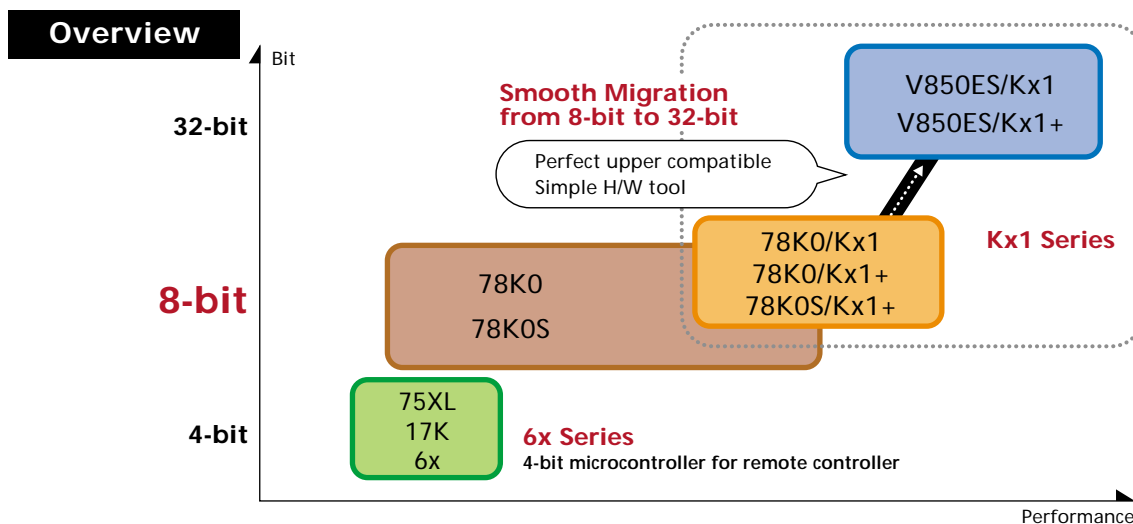 Overview
Bit
32-bit
Smooth Migration
from 8-bit to 32-bit
V850ES/Kx1
V850ES/Kx1+
Perfect upper compatible
Simple H/W tool
Kx1 Series
78K0/Kx1
78K0/Kx1+
78K0S/Kx1+
8-bit
78K0
78K0S
4-bit
75XL
17K
6x
6x Series
4-bit microcontroller for remote controller
Performance